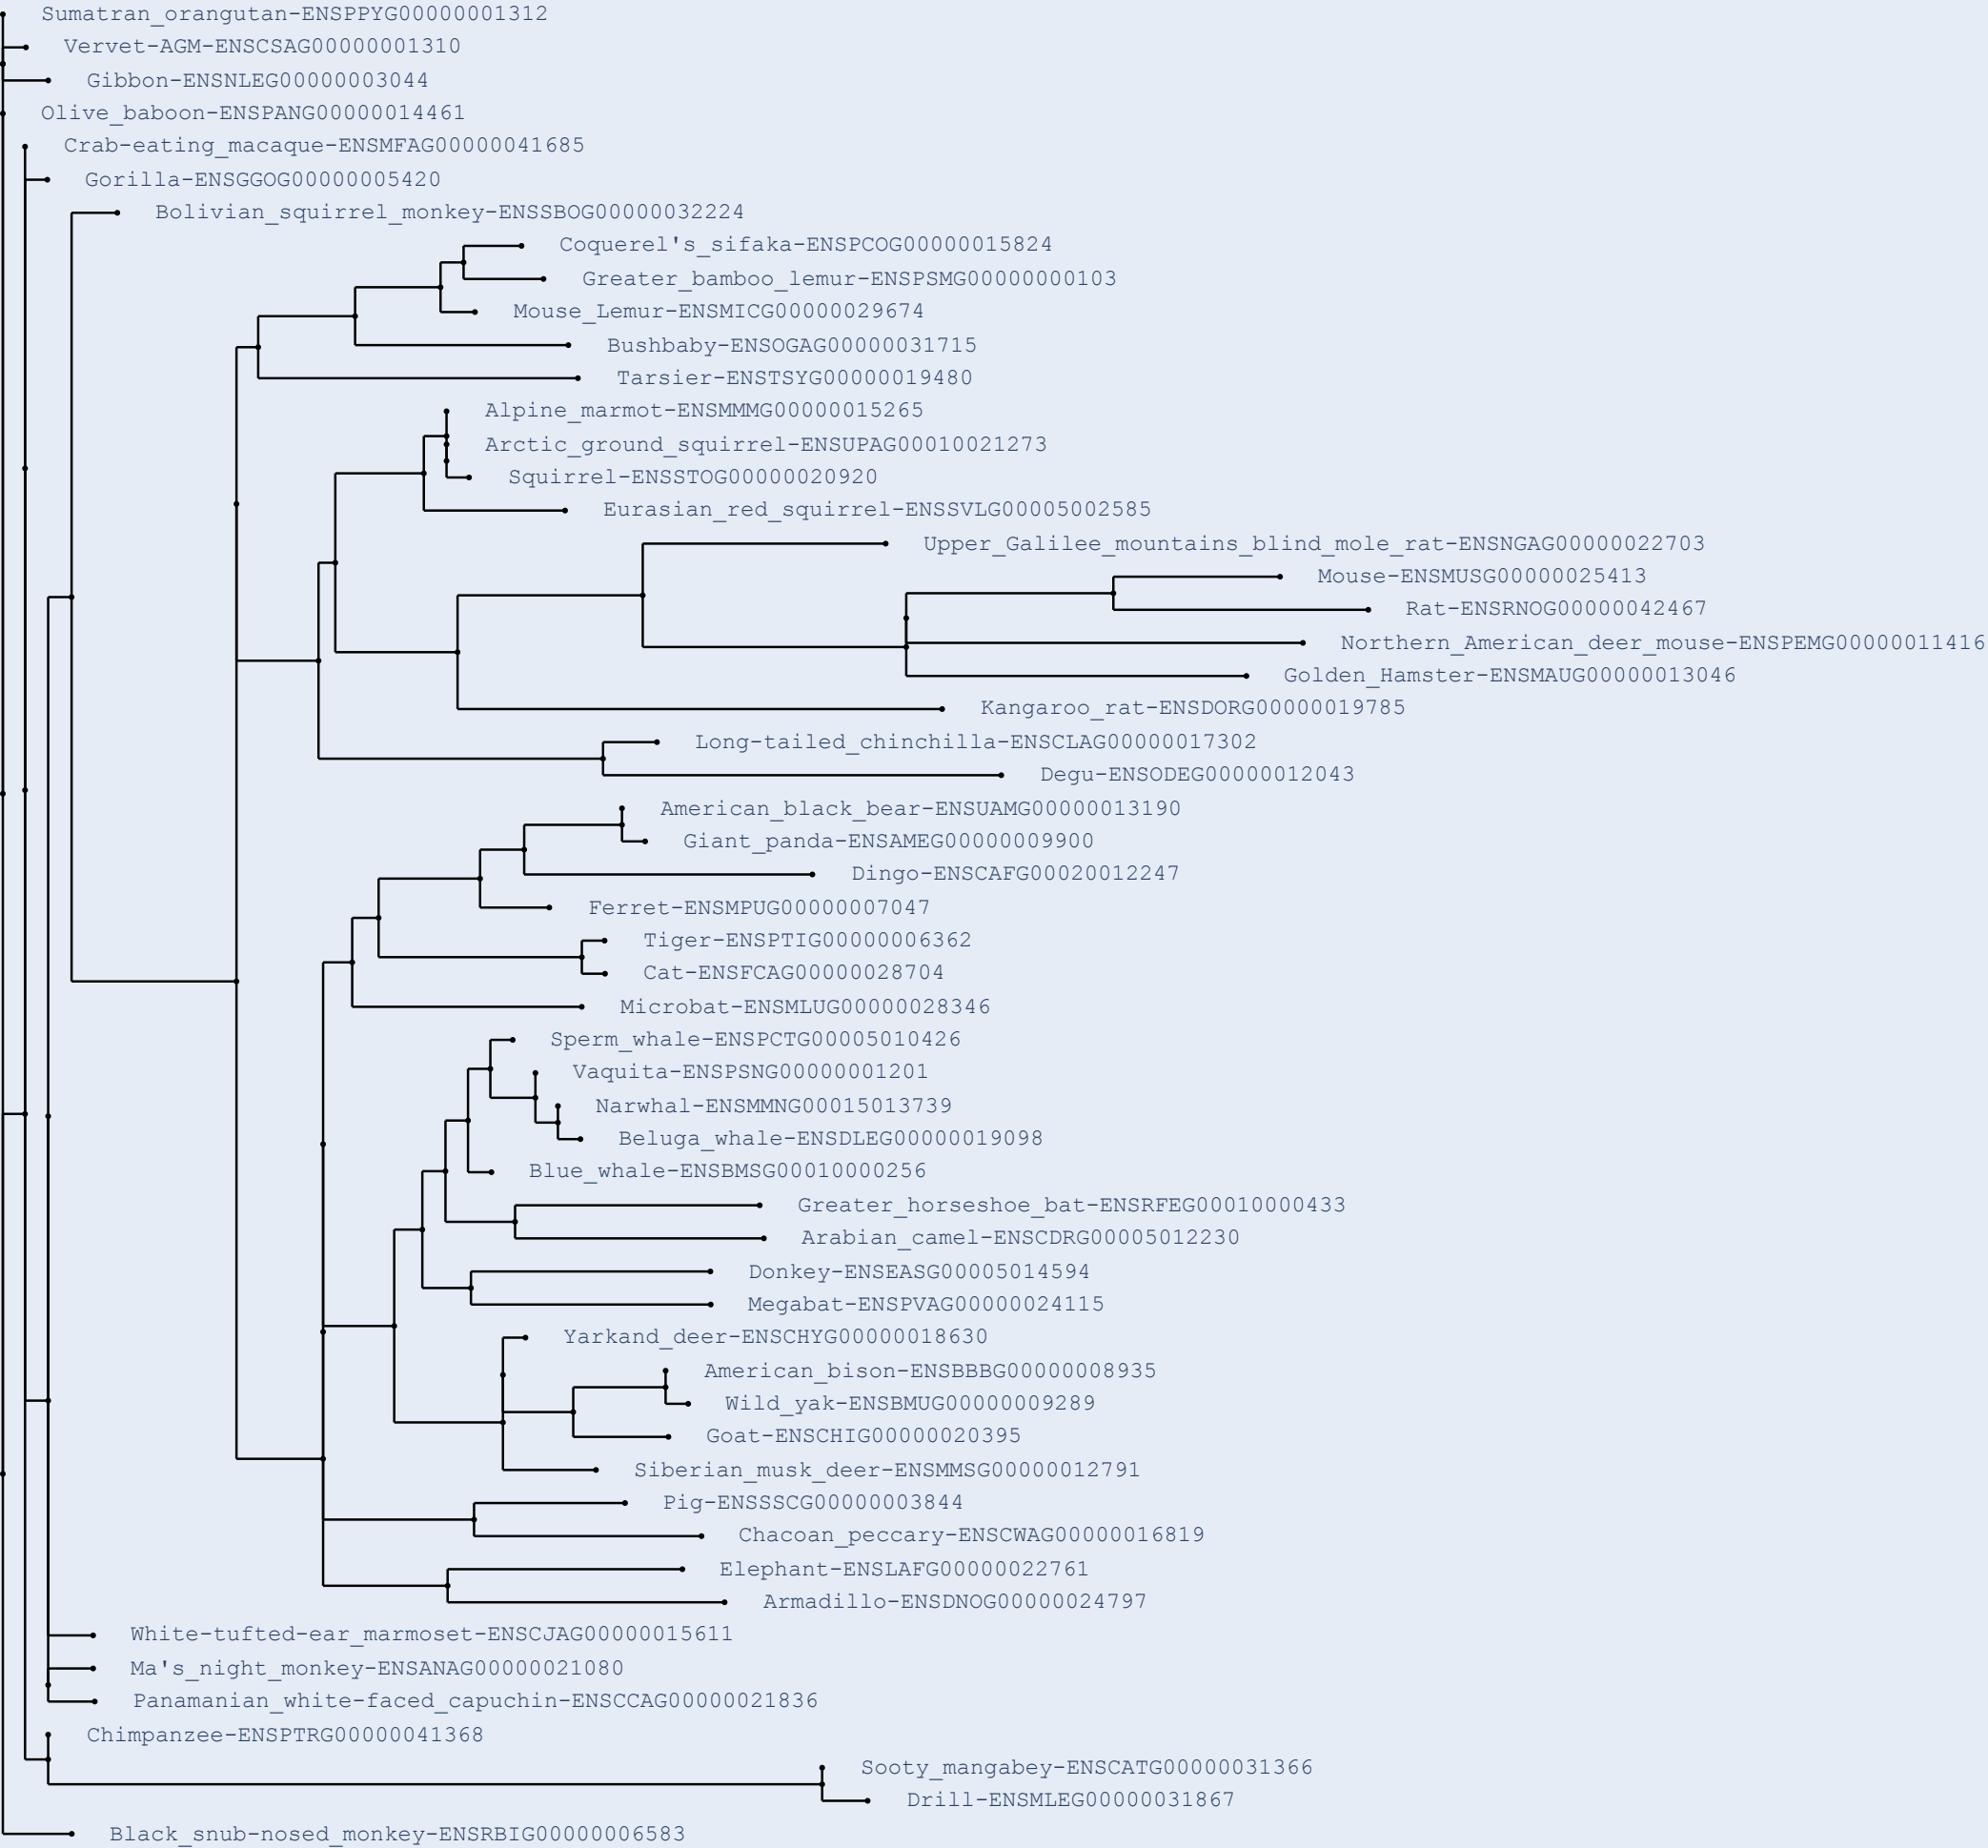 Sumatran_orangutan-ENSPPYG00000001312
Vervet-AGM-ENSCSAG00000001310
Gibbon-ENSNLEG00000003044
Olive_baboon-ENSPANG00000014461
Crab-eating_macaque-ENSMFAG00000041685
Gorilla-ENSGGOG00000005420
Bolivian_squirrel_monkey-ENSSBOG00000032224
Coquerel's_sifaka-ENSPCOG00000015824
Greater_bamboo_lemur-ENSPSMG00000000103
Mouse_Lemur-ENSMICG00000029674
Bushbaby-ENSOGAG00000031715
Tarsier-ENSTSYG00000019480
Alpine_marmot-ENSMMMG00000015265
Arctic_ground_squirrel-ENSUPAG00010021273
Squirrel-ENSSTOG00000020920
Eurasian_red_squirrel-ENSSVLG00005002585
Upper_Galilee_mountains_blind_mole_rat-ENSNGAG00000022703
Mouse-ENSMUSG00000025413
Rat-ENSRNOG00000042467
Northern_American_deer_mouse-ENSPEMG00000011416
Golden_Hamster-ENSMAUG00000013046
Kangaroo_rat-ENSDORG00000019785
Long-tailed_chinchilla-ENSCLAG00000017302
Degu-ENSODEG00000012043
American_black_bear-ENSUAMG00000013190
Giant_panda-ENSAMEG00000009900
Dingo-ENSCAFG00020012247
Ferret-ENSMPUG00000007047
Tiger-ENSPTIG00000006362
Cat-ENSFCAG00000028704
Microbat-ENSMLUG00000028346
Sperm_whale-ENSPCTG00005010426
Vaquita-ENSPSNG00000001201
Narwhal-ENSMMNG00015013739
Beluga_whale-ENSDLEG00000019098
Blue_whale-ENSBMSG00010000256
Greater_horseshoe_bat-ENSRFEG00010000433
Arabian_camel-ENSCDRG00005012230
Donkey-ENSEASG00005014594
Megabat-ENSPVAG00000024115
Yarkand_deer-ENSCHYG00000018630
American_bison-ENSBBBG00000008935
Wild_yak-ENSBMUG00000009289
Goat-ENSCHIG00000020395
Siberian_musk_deer-ENSMMSG00000012791
Pig-ENSSSCG00000003844
Chacoan_peccary-ENSCWAG00000016819
Elephant-ENSLAFG00000022761
Armadillo-ENSDNOG00000024797
White-tufted-ear_marmoset-ENSCJAG00000015611
Ma's_night_monkey-ENSANAG00000021080
Panamanian_white-faced_capuchin-ENSCCAG00000021836
Chimpanzee-ENSPTRG00000041368
Sooty_mangabey-ENSCATG00000031366
Drill-ENSMLEG00000031867
Black_snub-nosed_monkey-ENSRBIG00000006583